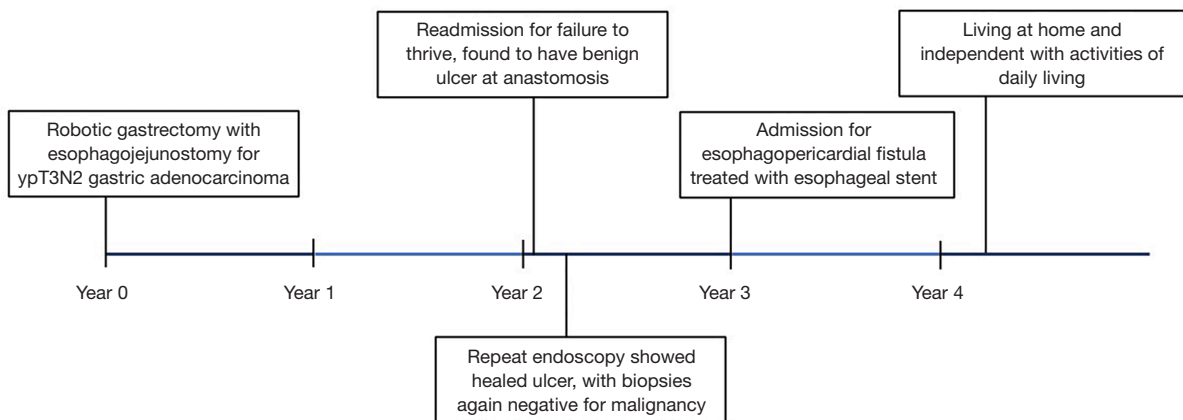 Robotic gastrectomy with
esophagojejunostomy for
ypT3N2 gastric adenocarcinoma
Readmission for failure to
thrive, found to have benign
ulcer at anastomosis
Admission for
esophagopericardial fistula
treated with esophageal stent
Living at home and
independent with activities of
daily living
Year 0
Year 1
Year 2
Year 3
Year 4
Repeat endoscopy showed
healed ulcer, with biopsies
again negative for malignancy